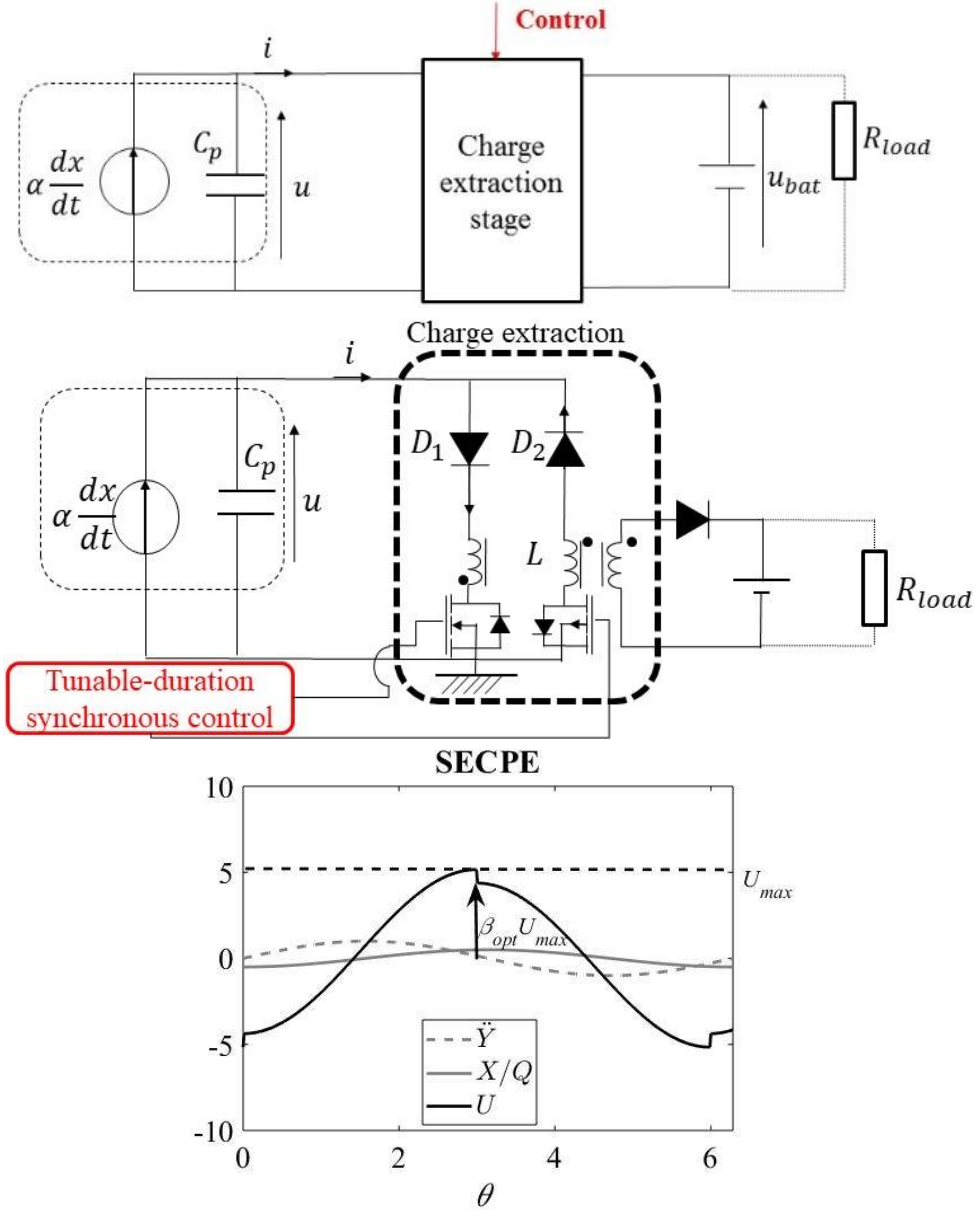 Control
i
C_p
α dx/dt
u
Charge
extraction
stage
u_bat
R_load
Charge extraction
i
D_1
D_2
C_p
α dx/dt
u
L
R_load
Tunable-duration
synchronous control
SECPE
10
5
U_max
β_opt U_max
0
Ÿ
X/Q
U
-5
-10
0
2
4
6
θ